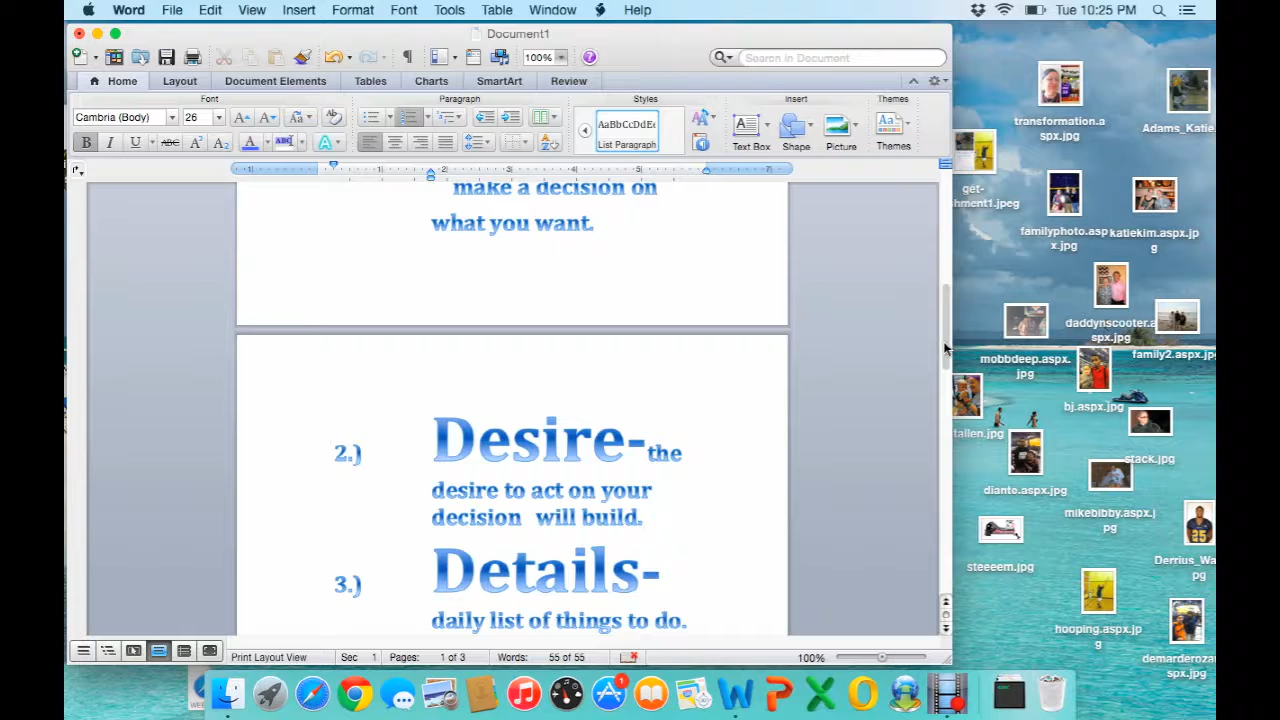 Word File Edit View Insert Format Font Tools Table Window Help Tue 10:25 PM
Document1
100% Search in Document
Home Layout Document Elements Tables Charts SmartArt Review
Font Paragraph Styles Insert Themes
Cambria (Body) 26
AaBbCcDdEe
List Paragraph
Text Box Shape Picture Themes
make a decision on
what you want.
2.) Desire-the
desire to act on your
decision will build.
3.) Details-
daily list of things to do.
Print Layout View Sec 1 Pages: 1 of 3 Words: 55 of 55 100%
transformation.a
spx.jpg
Adams_Katie.
get-
hment1.jpeg
familyphoto.asp
x.jpg
katiekim.aspx.jp
g
daddynscooter.a
spx.jpg
mobbdeep.aspx.
jpg
family2.aspx.jp
bj.aspx.jpg
stack.jpg
diante.aspx.jpg
mikebibby.aspx.j
pg
steeeem.jpg
Derrius_Wa
pg
hooping.aspx.jp
g
demarderoza
spx.jpg